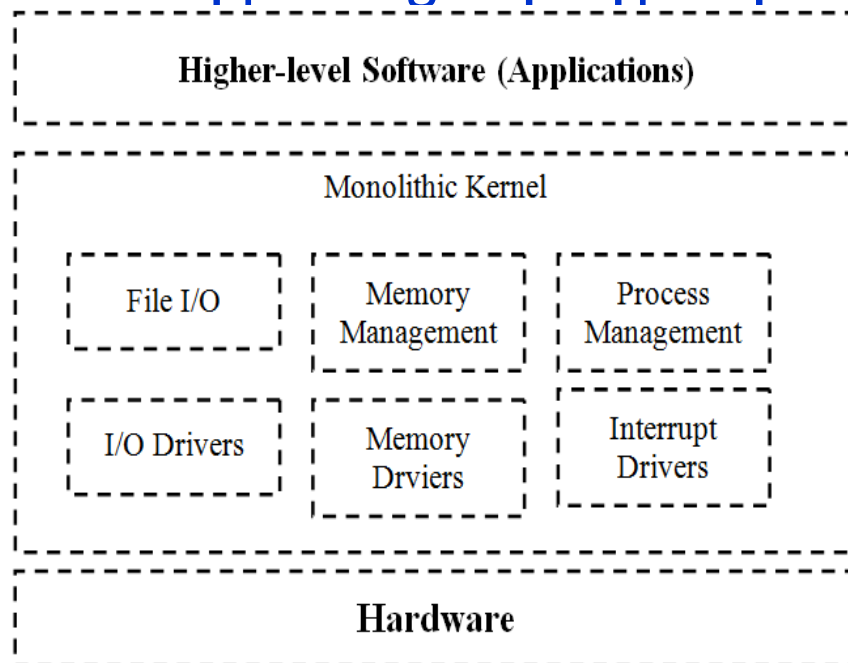 Higher-level Software (Applications)
Monolithic Kernel
File I/O
Memory
Management
Process
Management
I/O Drivers
Memory
Drviers
Interrupt
Drivers
Hardware